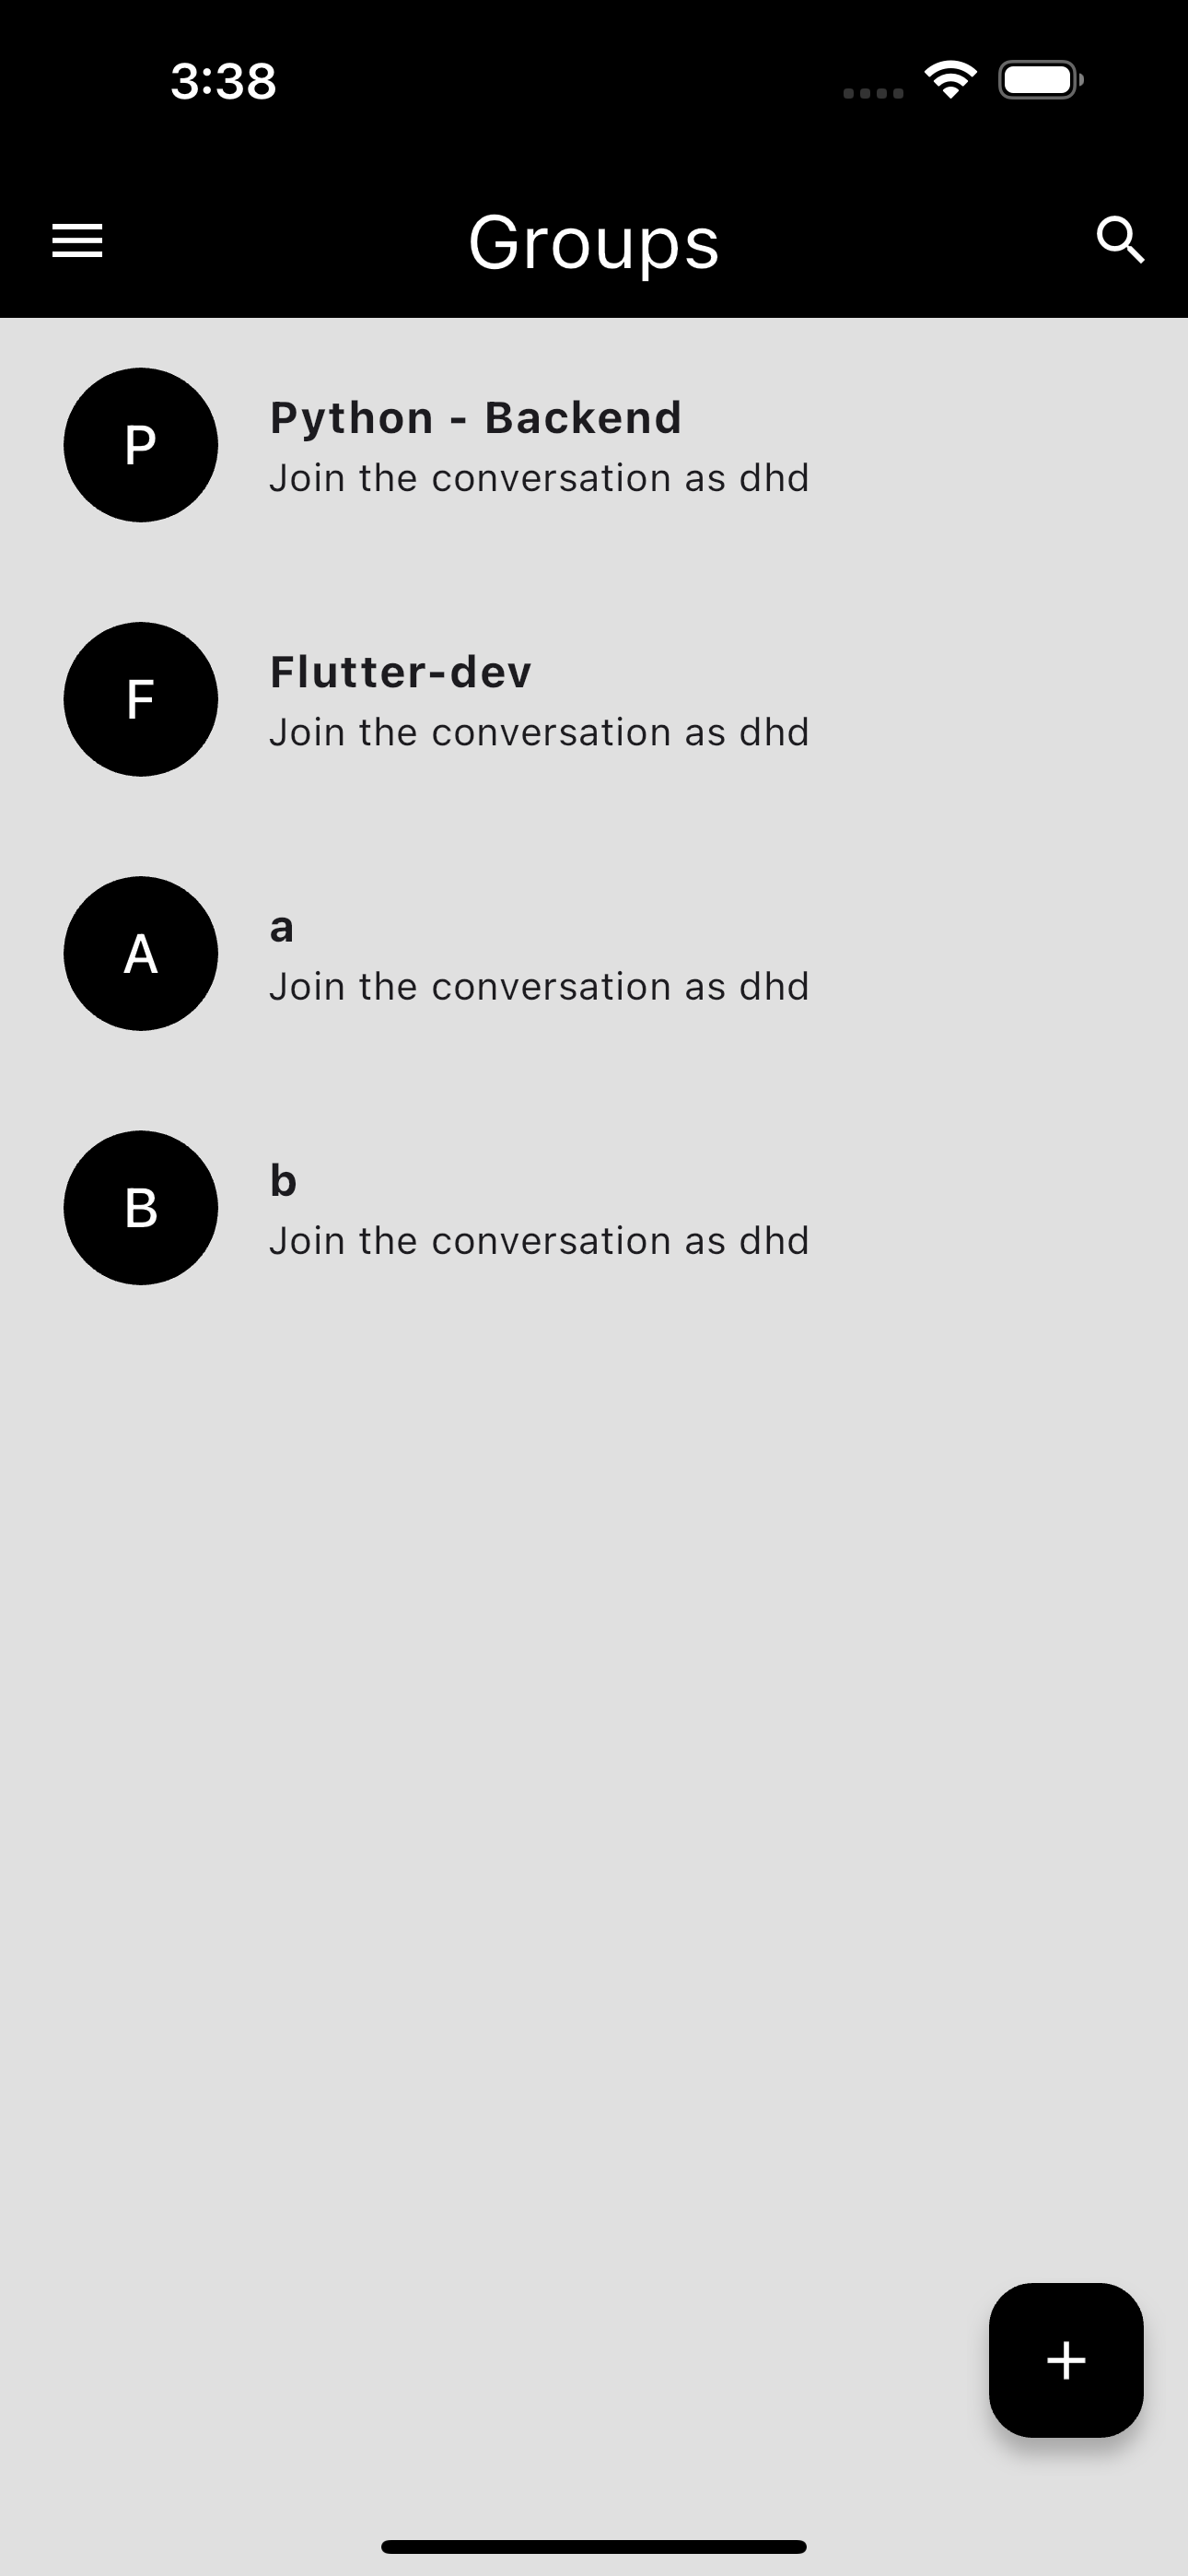 3:38
Groups
P
Python - Backend
Join the conversation as dhd
F
Flutter-dev
Join the conversation as dhd
A
a
Join the conversation as dhd
B
b
Join the conversation as dhd
+